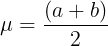 μ = (a + b) / 2